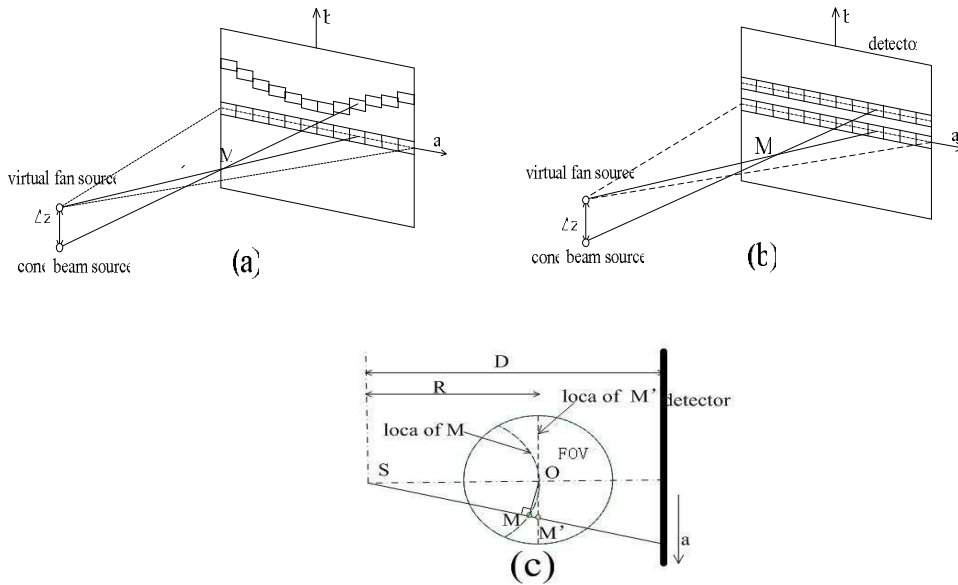 b
a
M
virtual fan source
Δz
cone beam source
(a)
b
detector
a
M
virtual fan source
Δz
cone beam source
(b)
D
R
loca of M' detector
loca of M
FOV
S
O
M
M'
a
(c)